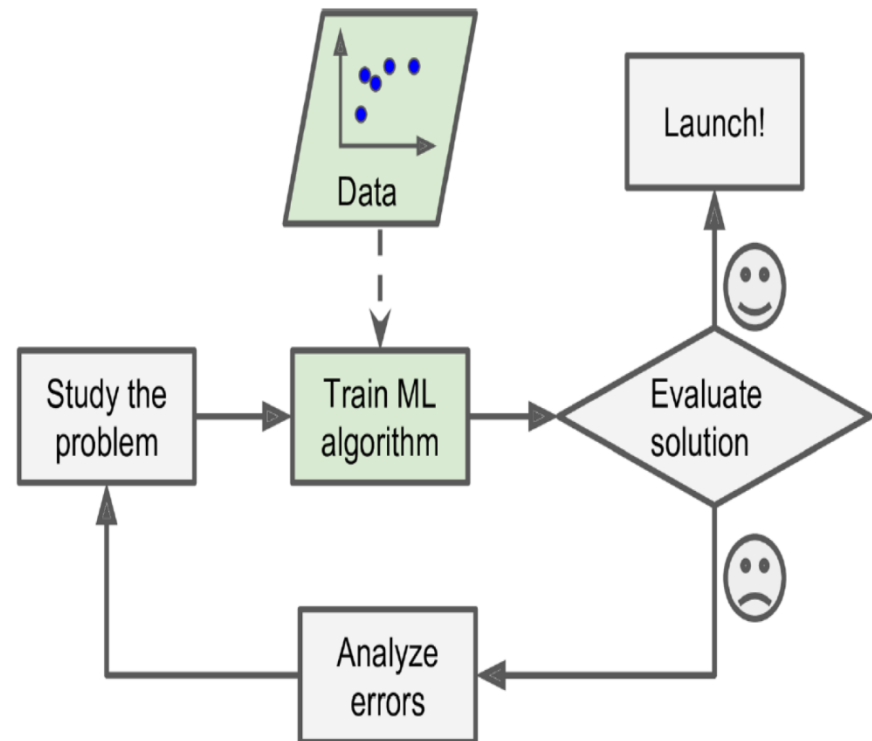 Data
Launch!
Study the
problem
Train ML
algorithm
Evaluate
solution
Analyze
errors